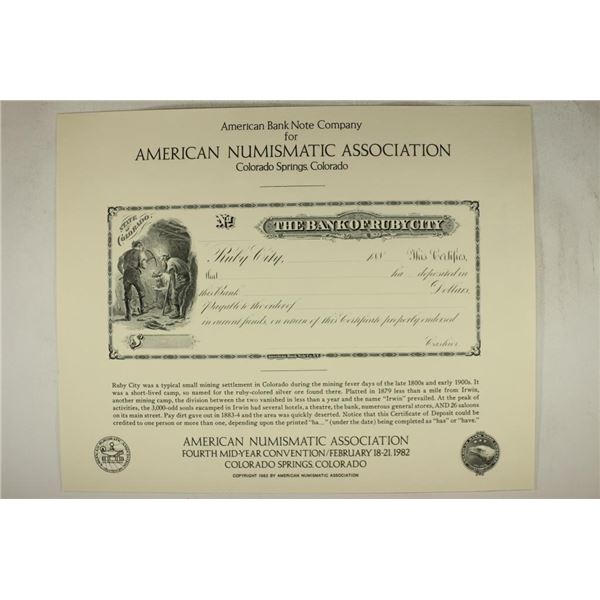 American Bank Note Company
for
AMERICAN NUMISMATIC ASSOCIATION
Colorado Springs, Colorado
STATE OF COLORADO.
No.
THE BANK OF RUBY CITY
Ruby City, 188 This Certifies,
that ha deposited in
this Bank Dollars,
Payable to the order of
in current funds, on return of this Certificate properly endorsed
Cashier.
American Bank Note Co. N.Y.
Ruby City was a typical small mining settlement in Colorado during the mining fever days of the late 1800s and early 1900s. It
was a short-lived camp, so named for the ruby-colored silver ore found there. Platted in 1879 less than a mile from Irwin,
another mining camp, the division between the two vanished in less than a year and the name "Irwin" prevailed. At the peak of
activities, the 3,000-odd souls encamped in Irwin had several hotels, a theatre, the bank, numerous general stores, AND 26 saloons
on its main street. Pay dirt gave out in 1883-4 and the area was quickly deserted. Notice that this Certificate of Deposit could be
credited to one person or more than one, depending upon the printed "ha..." (under the date) being completed as "has" or "have."
AMERICAN NUMISMATIC ASSOCIATION
FOURTH MID-YEAR CONVENTION/FEBRUARY 18-21, 1982
COLORADO SPRINGS, COLORADO
COPYRIGHT 1982 BY AMERICAN NUMISMATIC ASSOCIATION